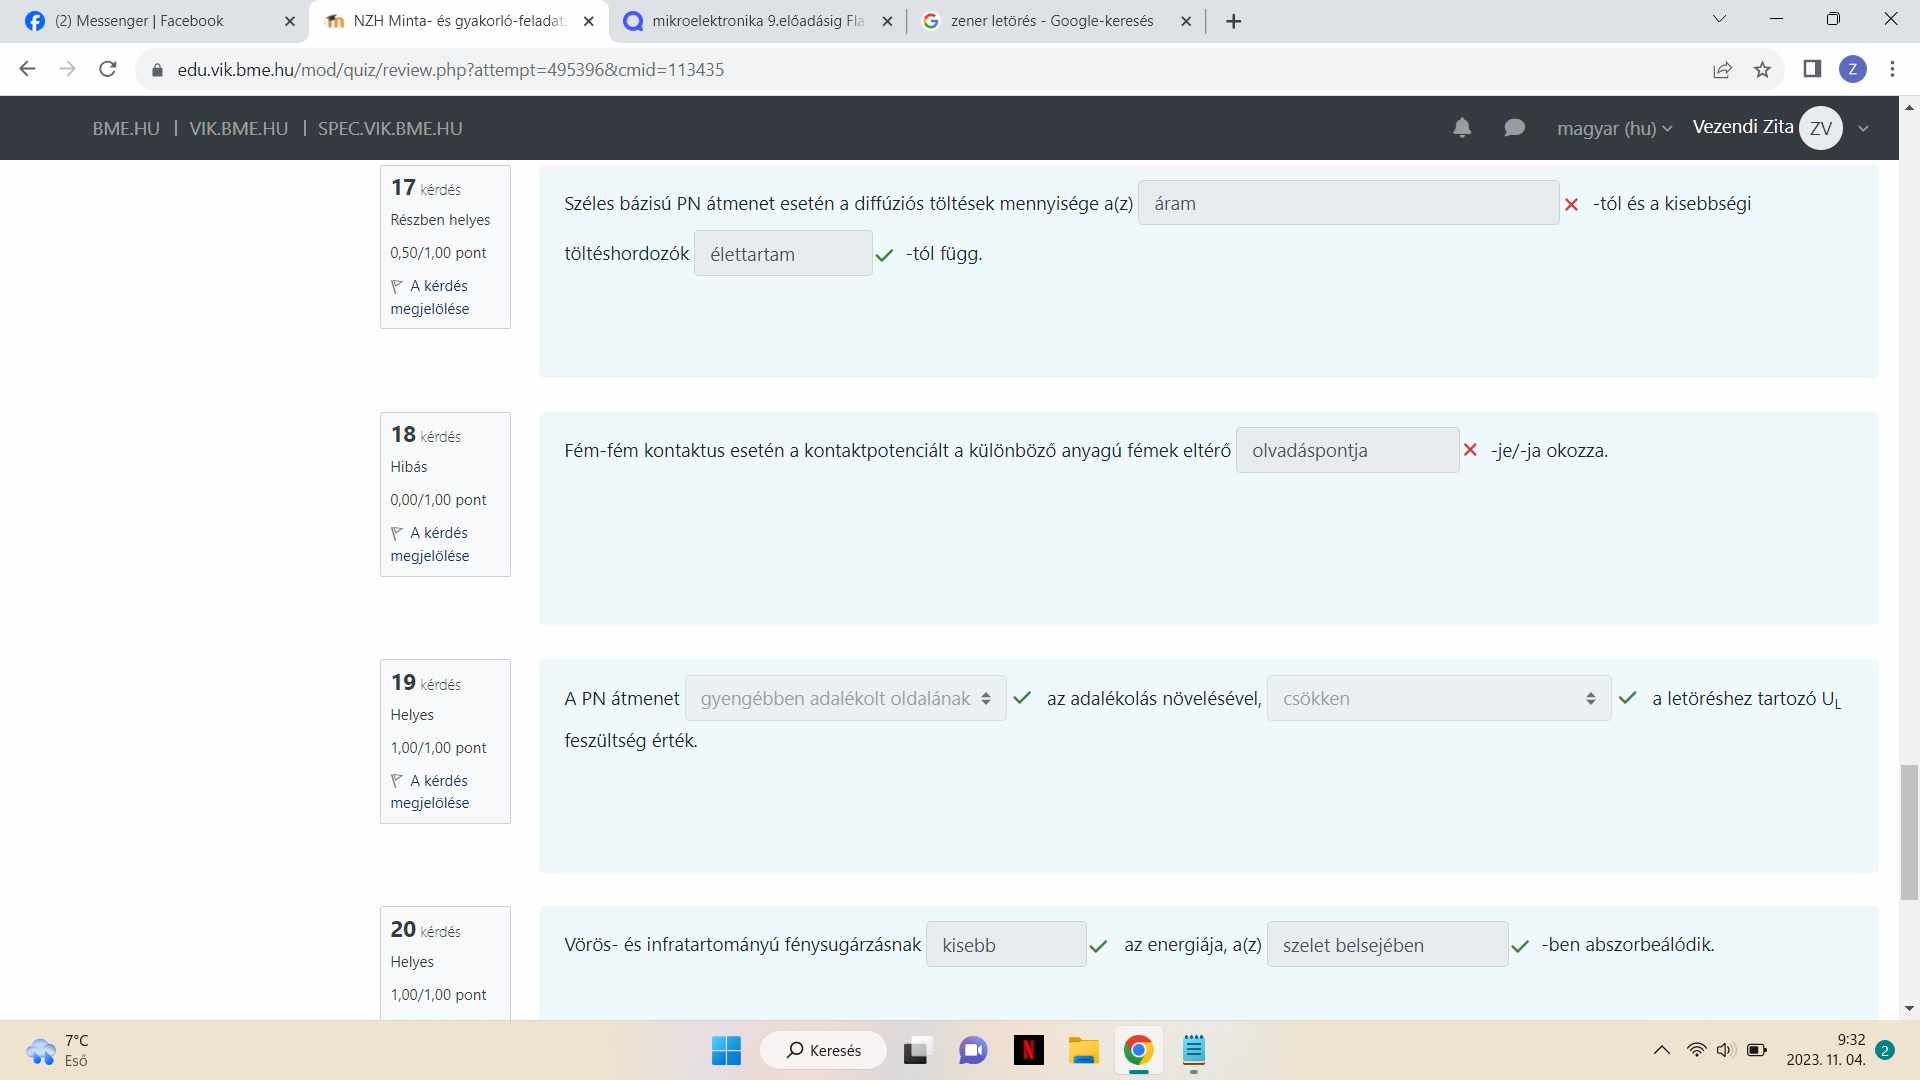 (2) Messenger | Facebook
NZH Minta- és gyakorló-feladat
mikroelektronika 9.előadásig Fla
zener letörés - Google-keresés
edu.vik.bme.hu/mod/quiz/review.php?attempt=495396&cmid=113435
Z
BME.HU | VIK.BME.HU | SPEC.VIK.BME.HU
magyar (hu)
Vezendi Zita
ZV
17 kérdés
Részben helyes
0,50/1,00 pont
A kérdés
megjelölése
Széles bázisú PN átmenet esetén a diffúziós töltések mennyisége a(z) áram -tól és a kisebbségi
töltéshordozók élettartam -tól függ.
18 kérdés
Hibás
0,00/1,00 pont
A kérdés
megjelölése
Fém-fém kontaktus esetén a kontaktpotenciált a különböző anyagú fémek eltérő olvadáspontja -je/-ja okozza.
19 kérdés
Helyes
1,00/1,00 pont
A kérdés
megjelölése
A PN átmenet gyengébben adalékolt oldalának az adalékolás növelésével, csökken a letöréshez tartozó UL
feszültség érték.
20 kérdés
Helyes
1,00/1,00 pont
Vörös- és infratartományú fénysugárzásnak kisebb az energiája, a(z) szelet belsejében -ben abszorbeálódik.
7°C
Eső
Keresés
N
9:32
2023. 11. 04.
2